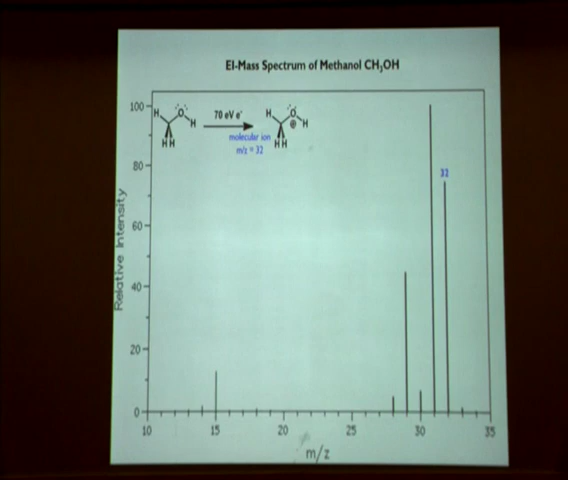 EI-Mass Spectrum of Methanol CH₃OH
100
80
60
40
20
0
Relative Intensity
H O H
H H
70 eV e⁻
molecular ion
m/z = 32
H O H
⊕
H H
32
10 15 20 25 30 35
m/z